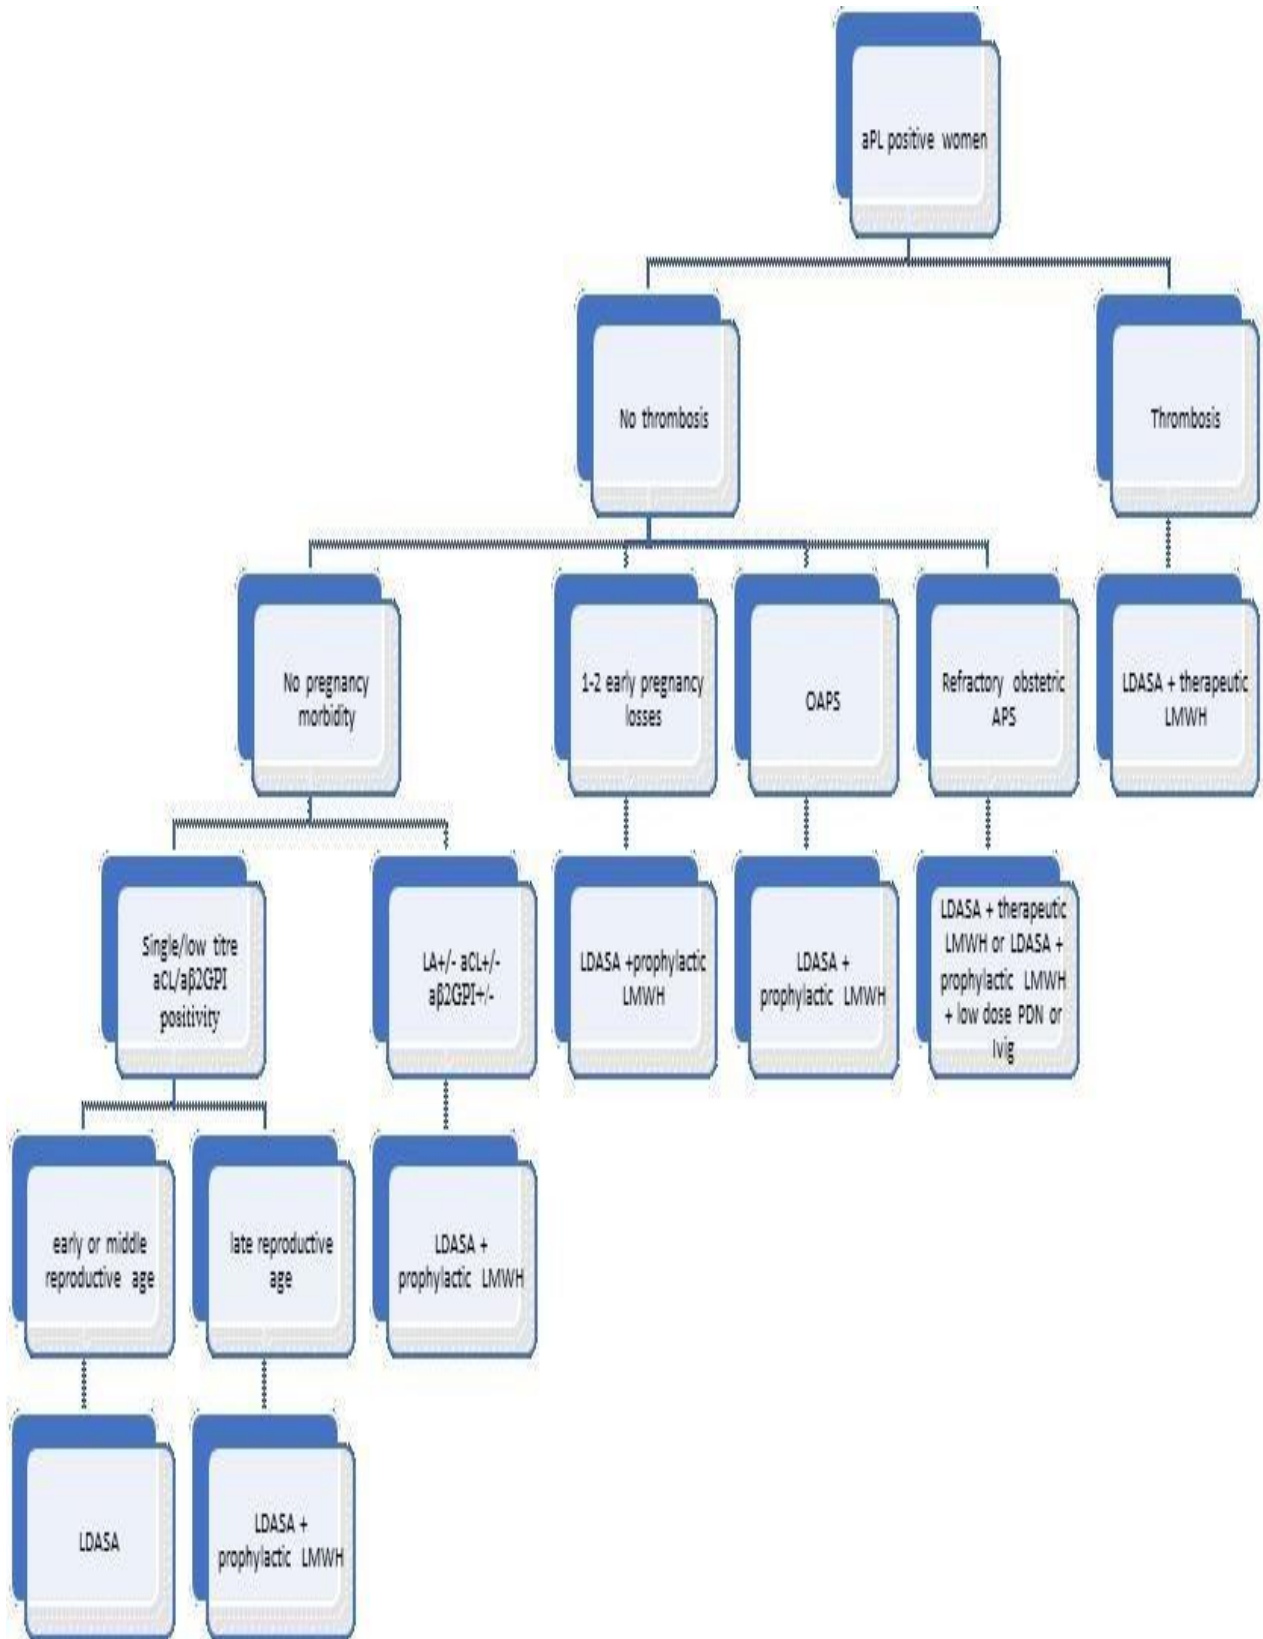 aPL positive women
No thrombosis
Thrombosis
No pregnancy
morbidity
1-2 early pregnancy
losses
OAPS
Refractory obstetric
APS
LDASA + therapeutic
LMWH
Single/low titre
aCL/aβ2GPI
positivity
LA+/- aCL+/-
aβ2GPI+/-
LDASA +prophylactic
LMWH
LDASA +
prophylactic LMWH
LDASA + therapeutic
LMWH or LDASA +
prophylactic LMWH
+ low dose PDN or
Ivig
early or middle
reproductive age
late reproductive
age
LDASA +
prophylactic LMWH
LDASA
LDASA +
prophylactic LMWH